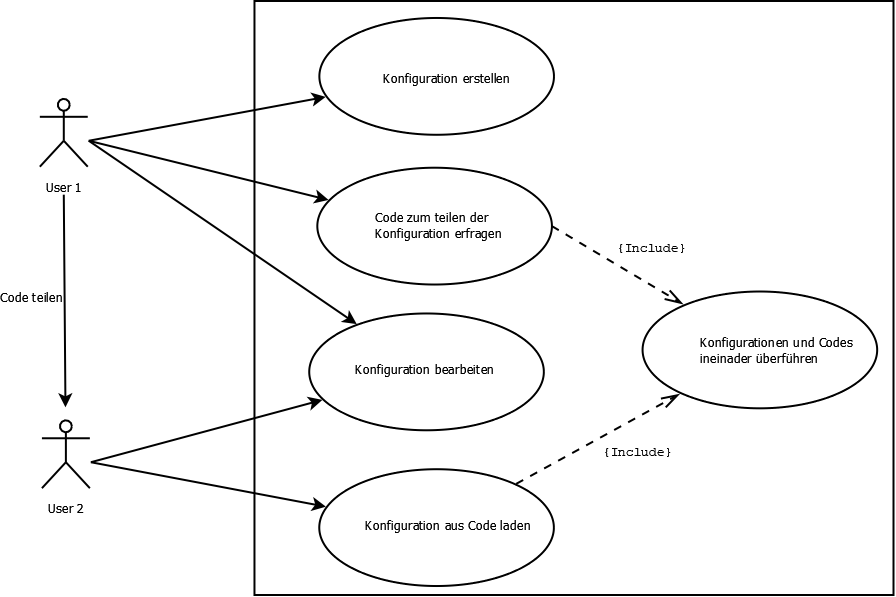 Konfiguration erstellen
User 1
Code zum teilen der
Konfiguration erfragen
{Include}
Code teilen
Konfigurationen und Codes
ineinader überführen
Konfiguration bearbeiten
{Include}
User 2
Konfiguration aus Code laden